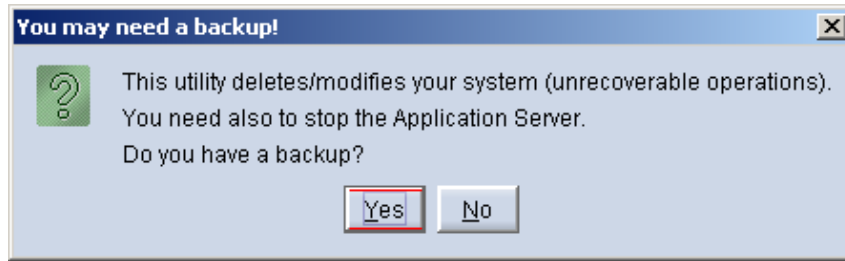 You may need a backup!
This utility deletes/modifies your system (unrecoverable operations).
You need also to stop the Application Server.
Do you have a backup?
Yes No